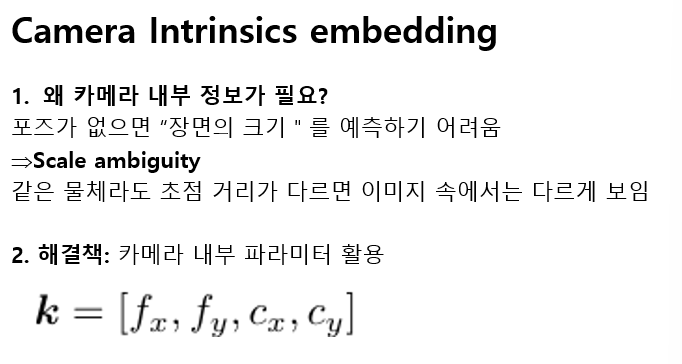 Camera Intrinsics embedding
1. 왜 카메라 내부 정보가 필요?
포즈가 없으면 “장면의 크기 " 를 예측하기 어려움
⇒Scale ambiguity
같은 물체라도 초점 거리가 다르면 이미지 속에서는 다르게 보임
2. 해결책: 카메라 내부 파라미터 활용
k = [f_x, f_y, c_x, c_y]